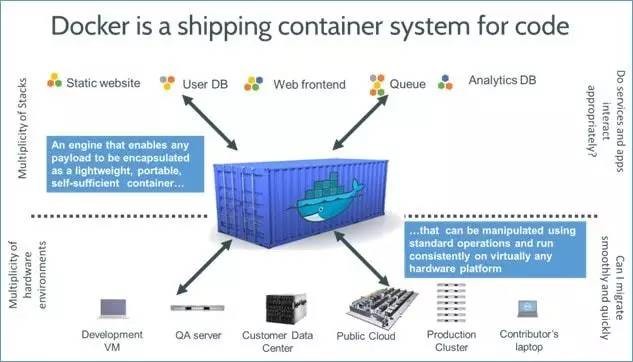 Docker is a shipping container system for code
Static website
User DB
Web frontend
Queue
Analytics DB
Multiplicity of Stacks
Do services and apps
interact
appropriately?
An engine that enables any
payload to be encapsulated
as a lightweight, portable,
self-sufficient container…
…that can be manipulated using
standard operations and run
consistently on virtually any
hardware platform
Multiplicity of
hardware
environments
Can I migrate
smoothly and quickly
Development
VM
QA server
Customer Data
Center
Public Cloud
Production
Cluster
Contributor's
laptop